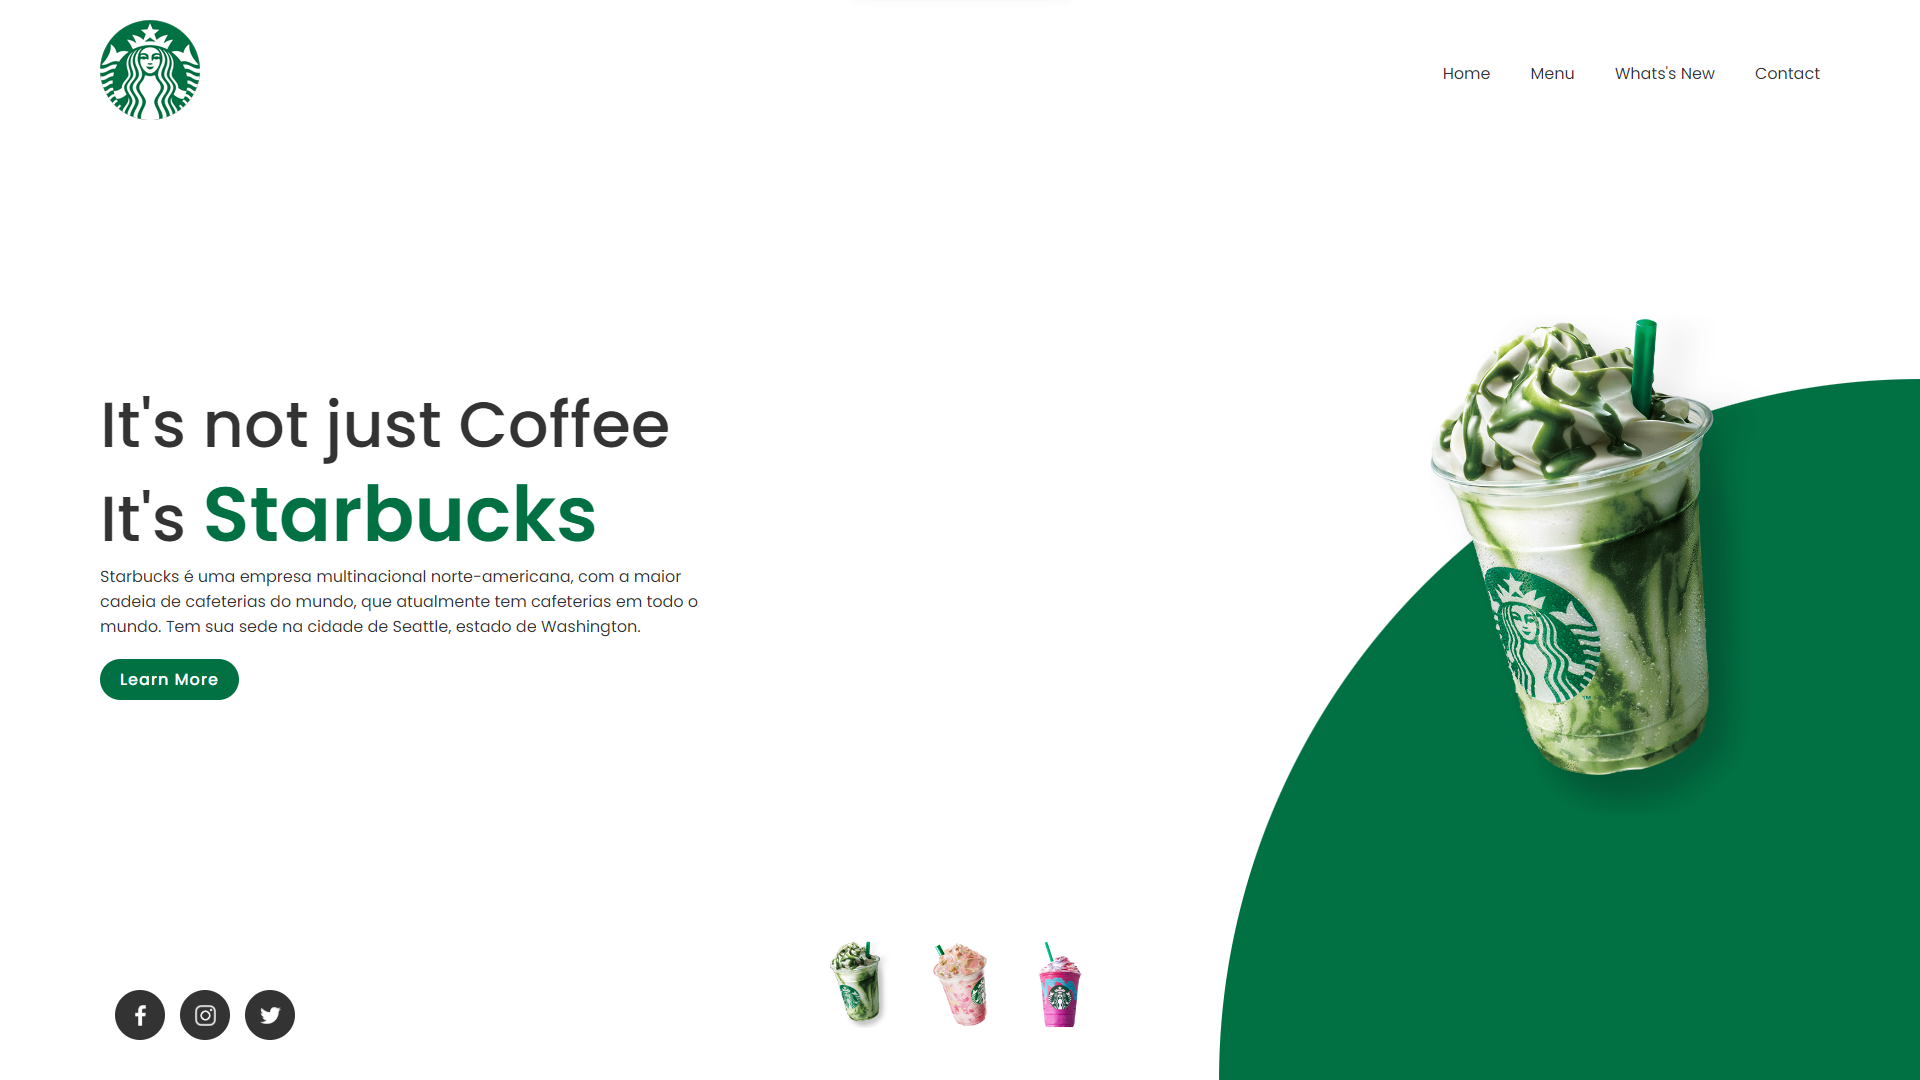 Home
Menu
Whats's New
Contact
It's not just Coffee
It's Starbucks
Starbucks é uma empresa multinacional norte-americana, com a maior
cadeia de cafeterias do mundo, que atualmente tem cafeterias em todo o
mundo. Tem sua sede na cidade de Seattle, estado de Washington.
Learn More